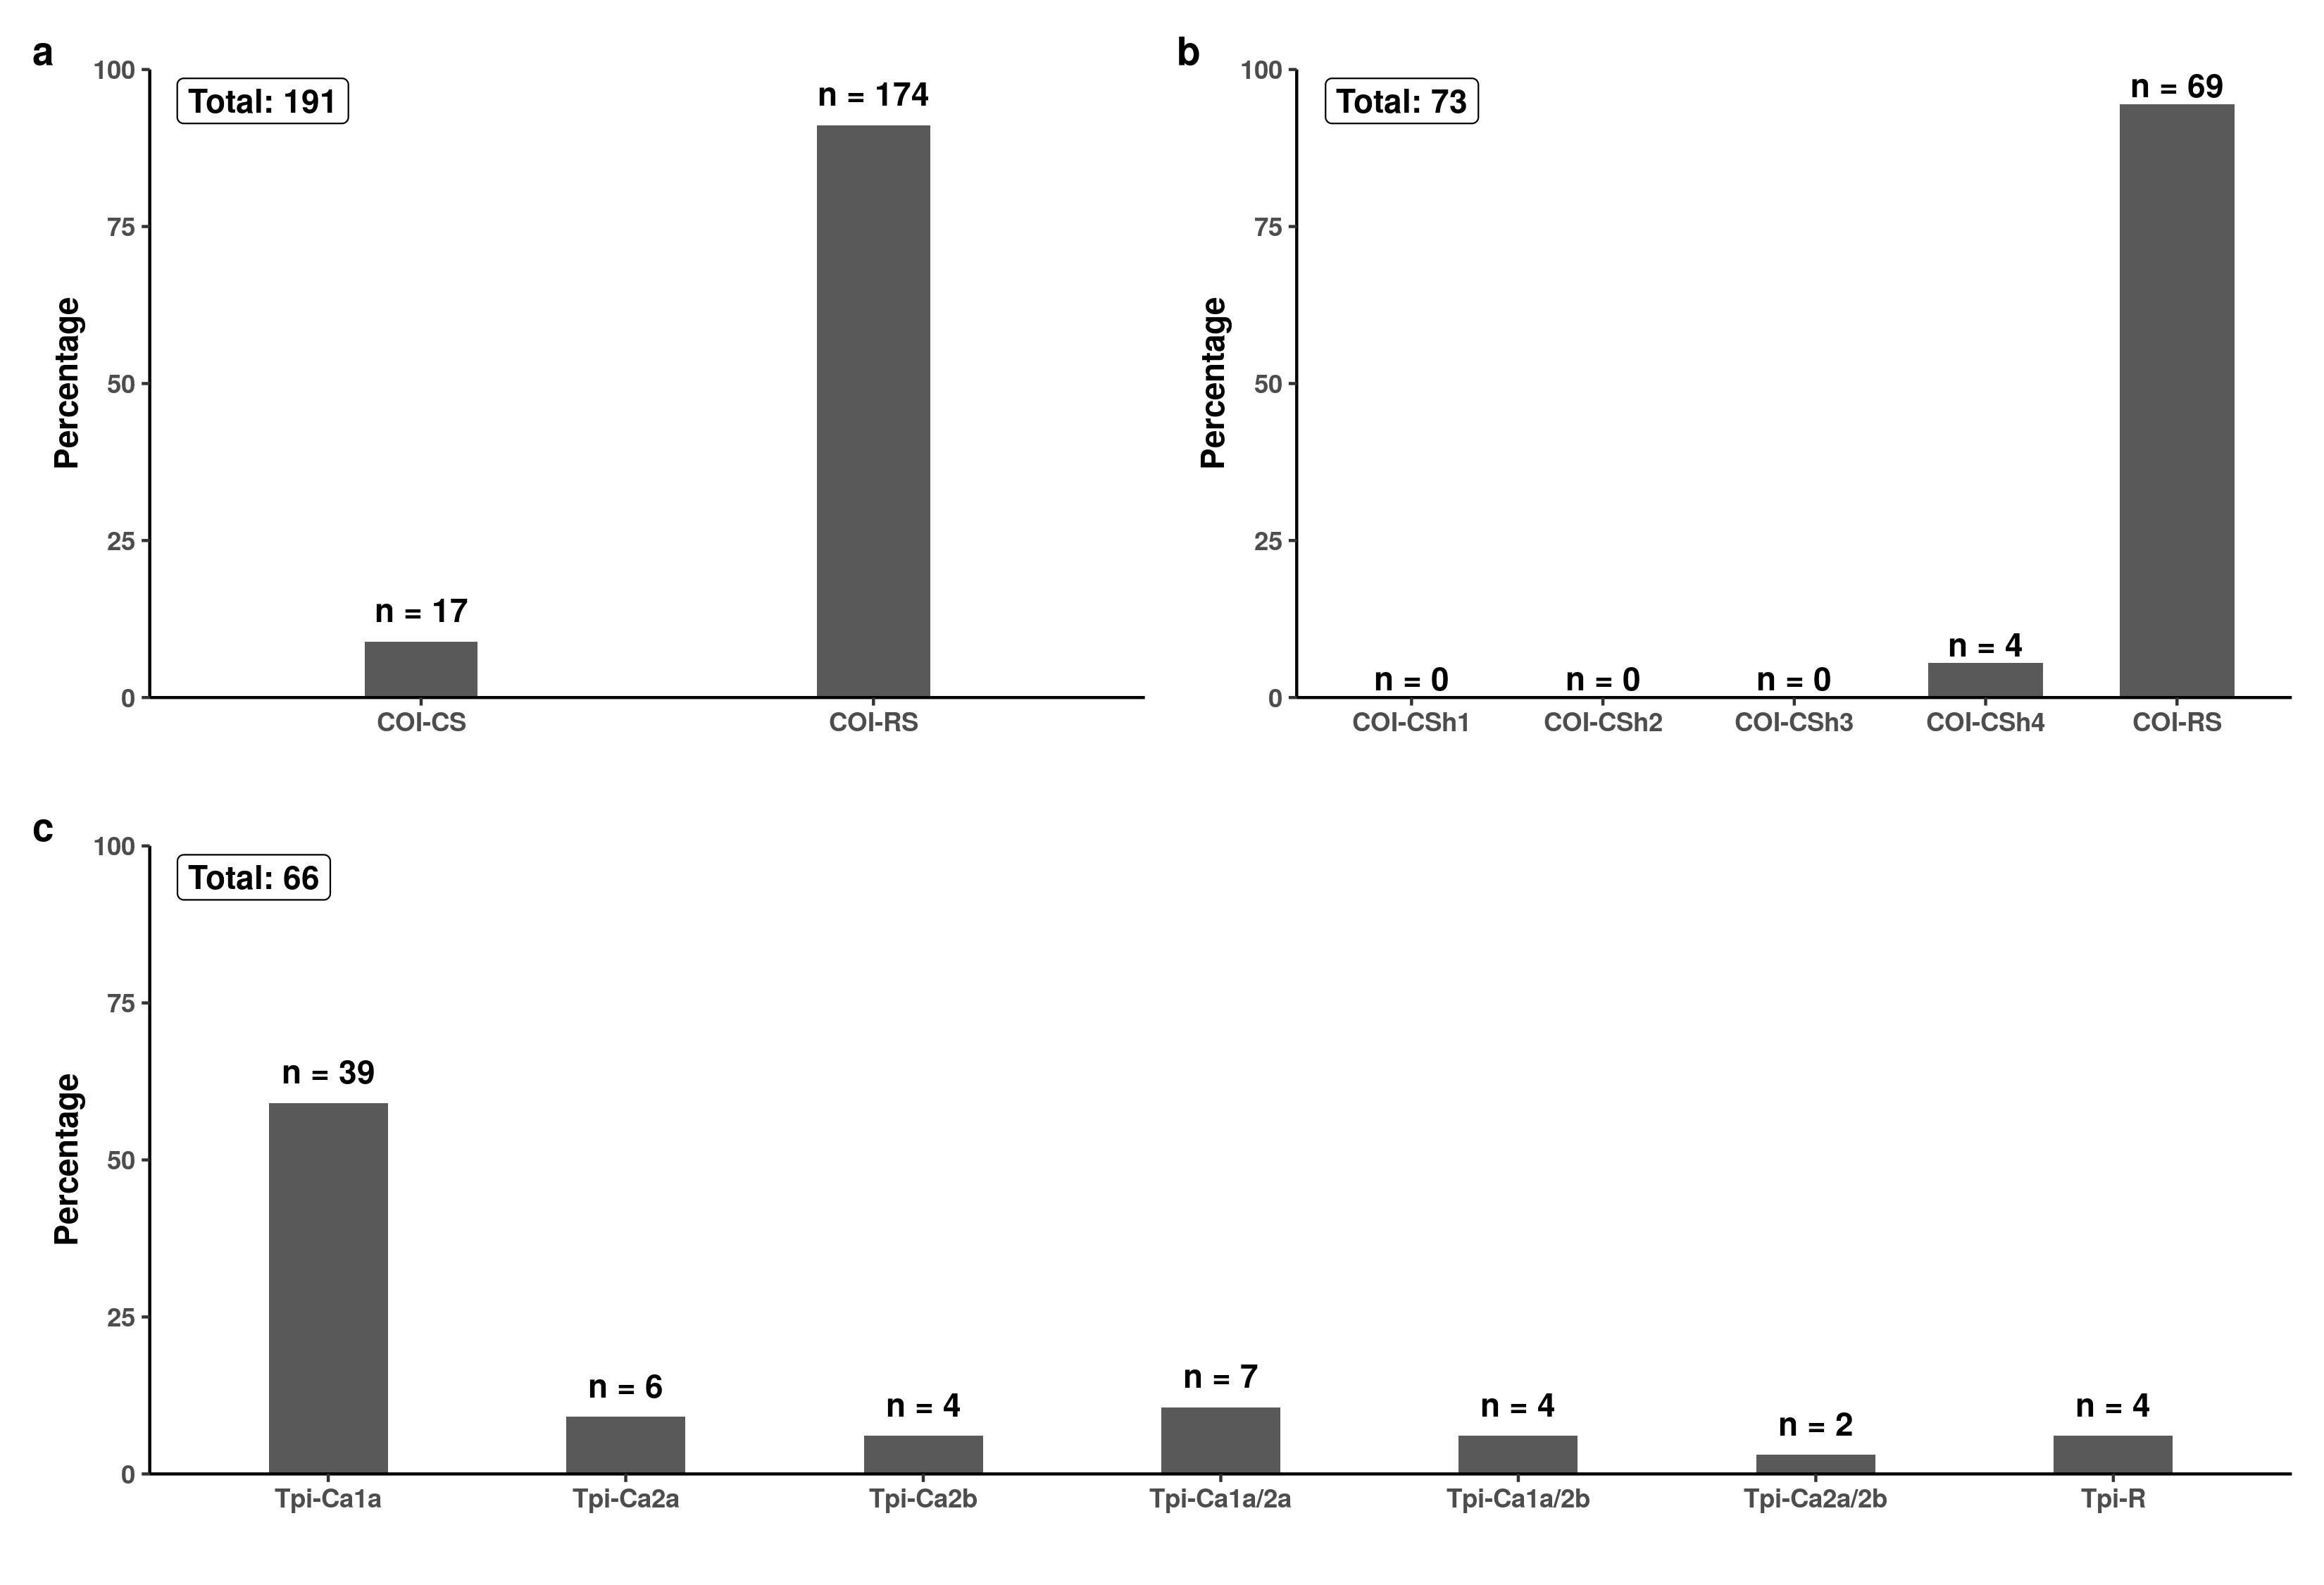 a
Total: 191
Percentage
100
75
50
25
0
n = 17
n = 174
COI-CS
COI-RS
b
Total: 73
Percentage
100
75
50
25
0
n = 0
n = 0
n = 0
n = 4
n = 69
COI-CSh1
COI-CSh2
COI-CSh3
COI-CSh4
COI-RS
c
Total: 66
Percentage
100
75
50
25
0
n = 39
n = 6
n = 4
n = 7
n = 4
n = 2
n = 4
Tpi-Ca1a
Tpi-Ca2a
Tpi-Ca2b
Tpi-Ca1a/2a
Tpi-Ca1a/2b
Tpi-Ca2a/2b
Tpi-R